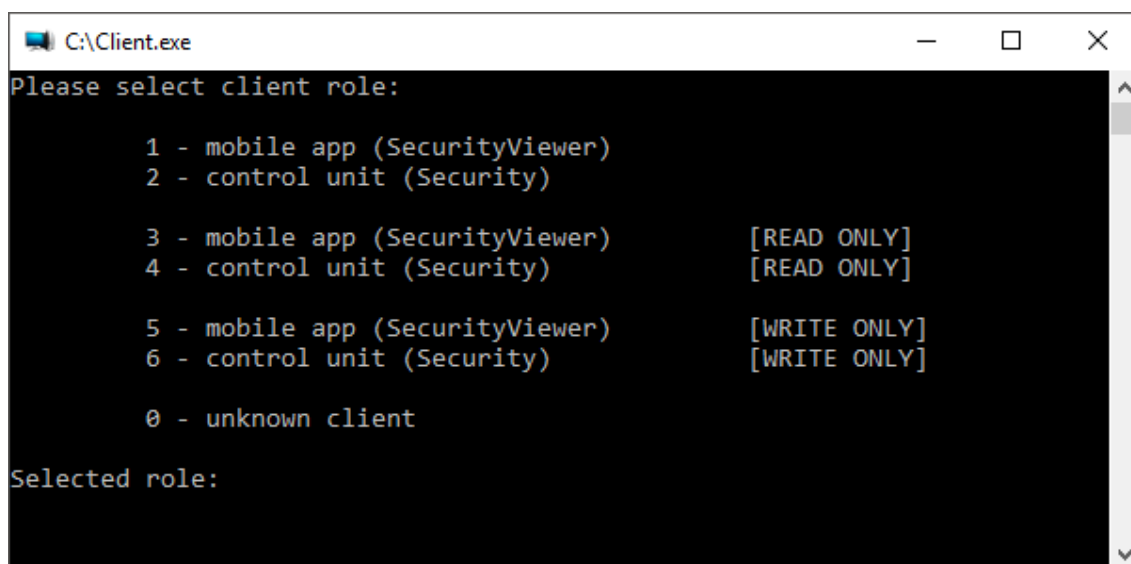 C:\Client.exe
Please select client role:
1 - mobile app (SecurityViewer)
2 - control unit (Security)
3 - mobile app (SecurityViewer) [READ ONLY]
4 - control unit (Security) [READ ONLY]
5 - mobile app (SecurityViewer) [WRITE ONLY]
6 - control unit (Security) [WRITE ONLY]
0 - unknown client
Selected role: